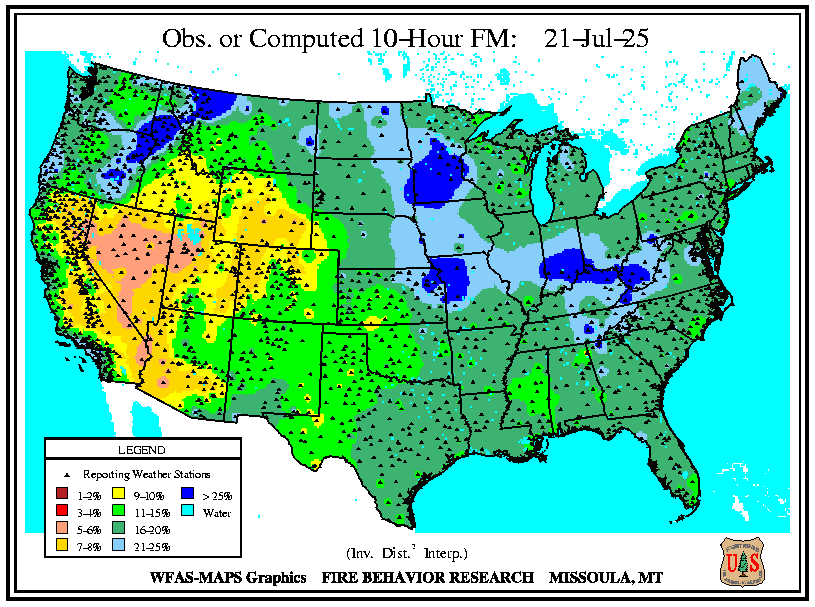 Obs. or Computed 10-Hour FM: 21-Jul-25
LEGEND
Reporting Weather Stations
1-2% 9-10% > 25%
3-4% 11-15% Water
5-6% 16-20%
7-8% 21-25%
(Inv. Dist.² Interp.)
WFAS-MAPS Graphics FIRE BEHAVIOR RESEARCH MISSOULA, MT
U S